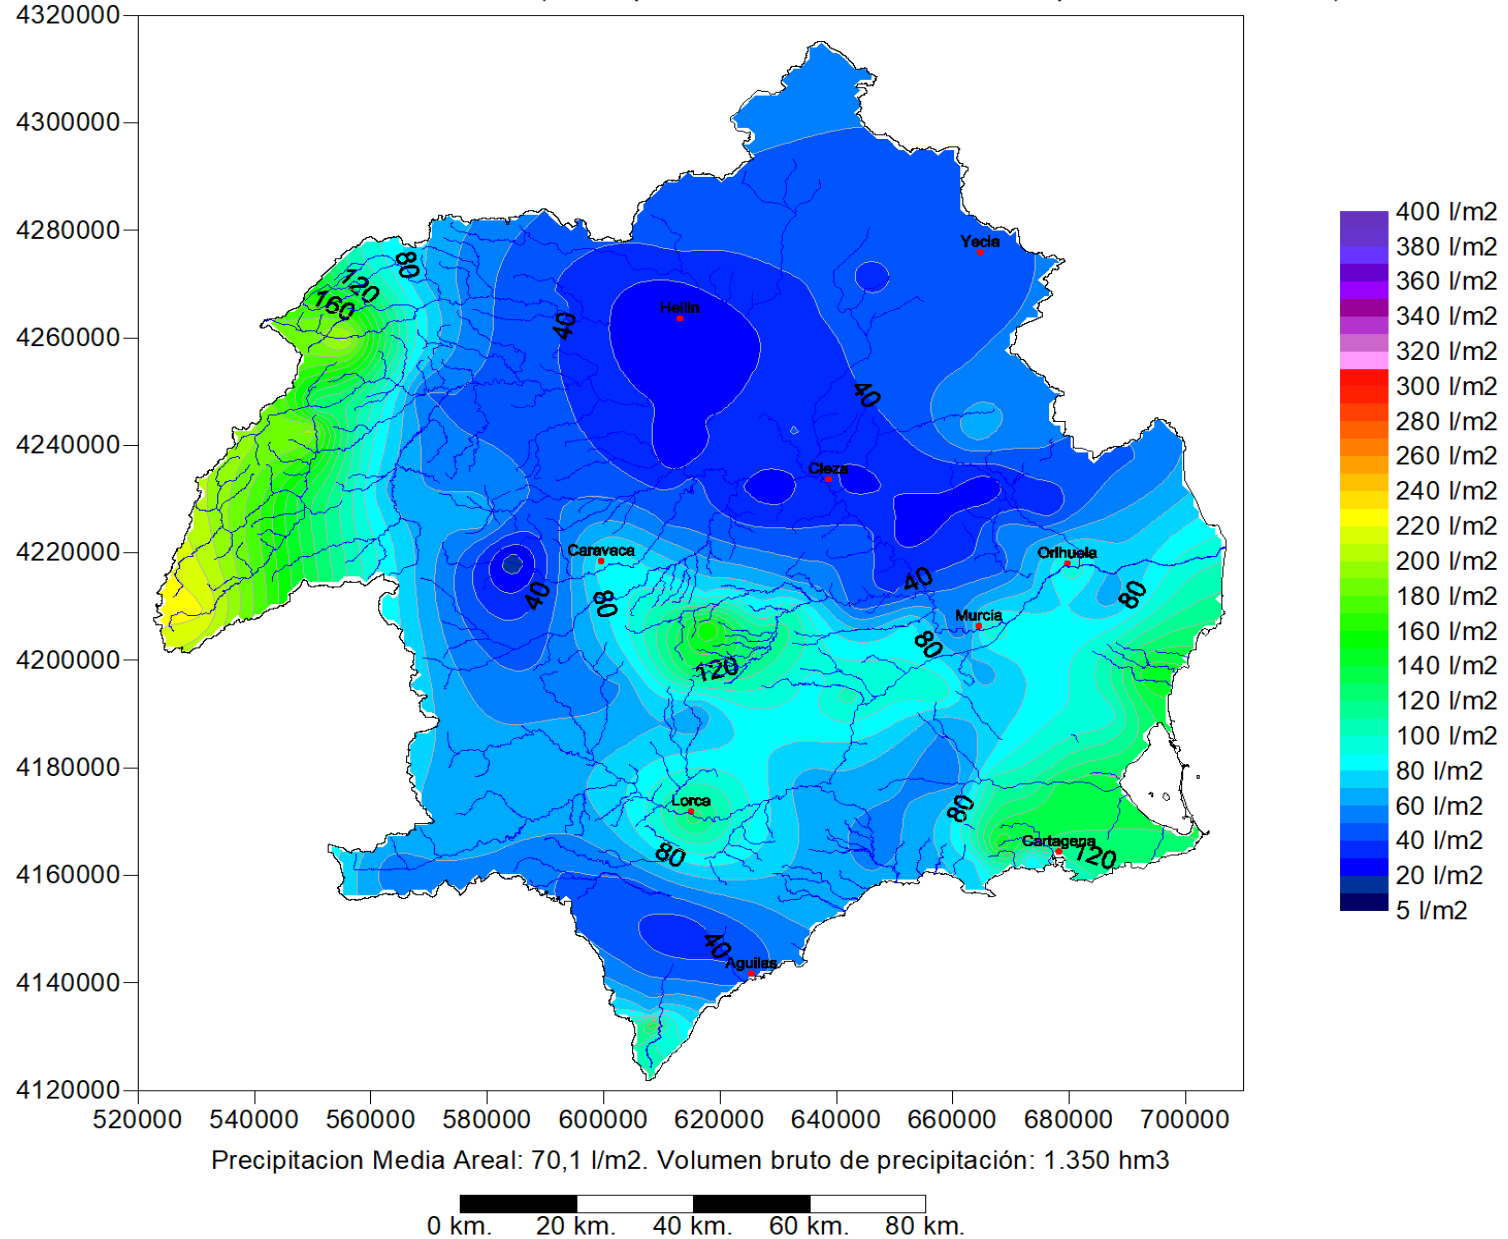 4320000
4300000
4280000
4260000
4240000
4220000
4200000
4180000
4160000
4140000
4120000
520000 540000 560000 580000 600000 620000 640000 660000 680000 700000
Yecla
80
120
160
Hellin
40
40
Cieza
Caravaca
Orihuela
40
40
80
80
Murcia
80
120
Lorca
80
80
Cartagena
120
40
Aguilas
400 l/m2
380 l/m2
360 l/m2
340 l/m2
320 l/m2
300 l/m2
280 l/m2
260 l/m2
240 l/m2
220 l/m2
200 l/m2
180 l/m2
160 l/m2
140 l/m2
120 l/m2
100 l/m2
80 l/m2
60 l/m2
40 l/m2
20 l/m2
5 l/m2
Precipitacion Media Areal: 70,1 l/m2. Volumen bruto de precipitación: 1.350 hm3
0 km. 20 km. 40 km. 60 km. 80 km.